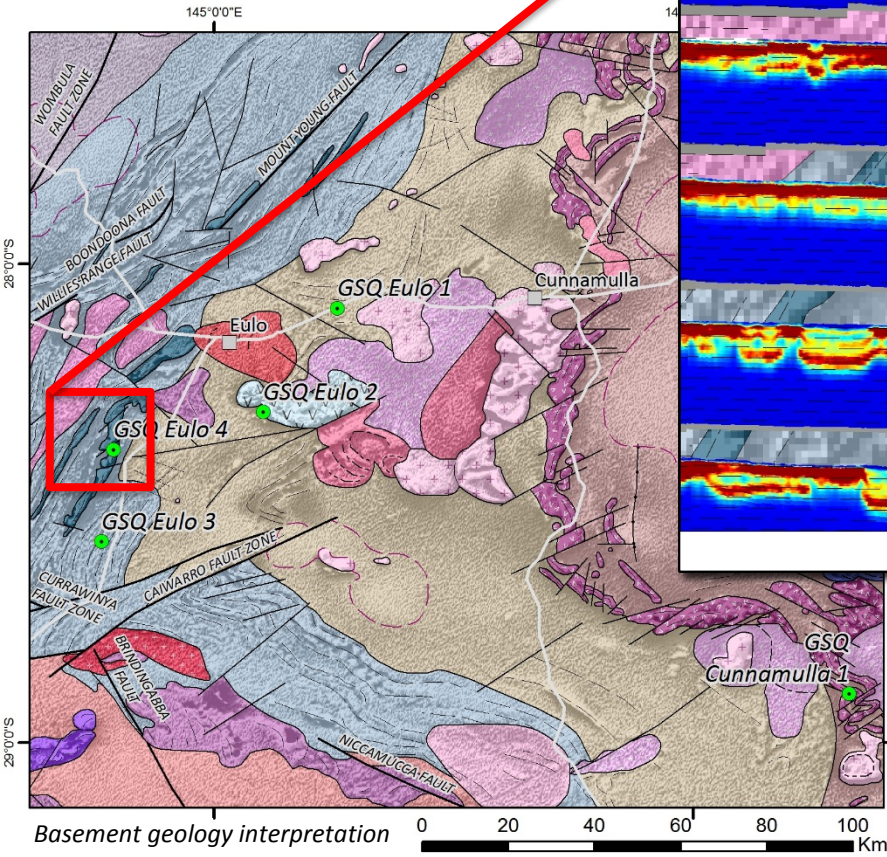 145°0'0"E
14
WOMBULA
FAULT ZONE
MOUNT YOUNG FAULT
BOONDOONA FAULT
WILLIES RANGE FAULT
28°0'0"S
GSQ Eulo 1
Cunnamulla
Eulo
GSQ Eulo 2
GSQ Eulo 4
GSQ Eulo 3
CAIWARRO FAULT ZONE
CURRAWINYA
FAULT ZONE
BRINDINGABBA
FAULT
GSQ
Cunnamulla 1
29°0'0"S
NICCAMUCCA FAULT
Basement geology interpretation
0 20 40 60 80 100
Km